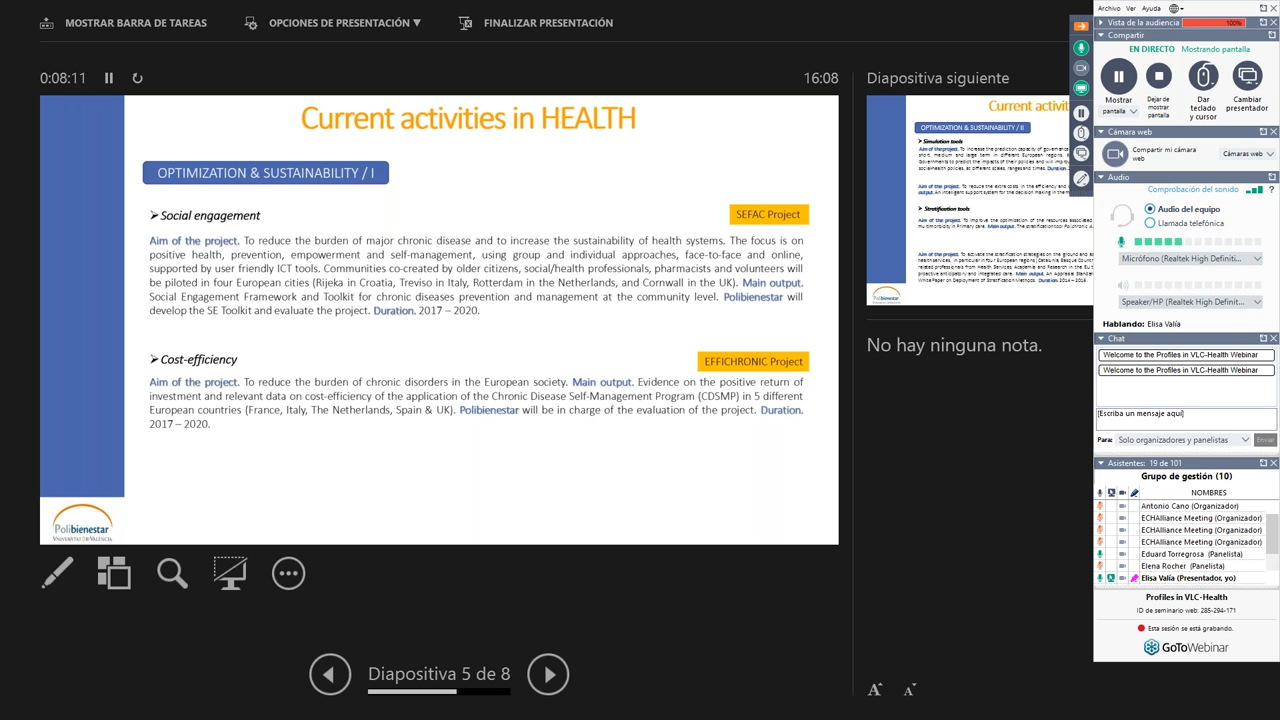 MOSTRAR BARRA DE TAREAS
OPCIONES DE PRESENTACIÓN ▼
FINALIZAR PRESENTACIÓN
0:08:11
16:08
Current activities in HEALTH
OPTIMIZATION & SUSTAINABILITY / I
➢Social engagement
SEFAC Project
Aim of the project. To reduce the burden of major chronic disease and to increase the sustainability of health systems. The focus is on
positive health, prevention, empowerment and self-management, using group and individual approaches, face-to-face and online,
supported by user friendly ICT tools. Contents co-created by older citizens, social/health professionals, pharmacists and volunteers will
be piloted in four European cities (Rijeka in Croatia, Treviso in Italy, Rotterdam in the Netherlands, and Cornwall in the UK). Main output.
Social Engagement Framework and Toolkit for chronic diseases prevention and management at the community level. Polibienestar will
develop the SE Toolkit and evaluate the project. Duration. 2017 – 2020.
➢Cost-efficiency
EFFICHRONIC Project
Aim of the project. To reduce the burden of chronic disorders in the European society. Main output. Evidence on the positive return of
investment and relevant data on cost-efficiency of the application of the Chronic Disease Self-Management Program (CDSMP) in 5 different
European countries (France, Italy, The Netherlands, Spain & UK). Polibienestar will be in charge of the evaluation of the project. Duration.
2017 – 2020.
Polibienestar
Diapositiva 5 de 8
Diapositiva siguiente
Current activit
OPTIMIZATION & SUSTAINABILITY / II
➢ Simulation tools
➢ Stratification tools
No hay ninguna nota.
Archivo Ver Ayuda
Vista de la audiencia 100%
Compartir
EN DIRECTO Mostrando pantalla
Mostrar pantalla
Dejar de mostrar pantalla
Dar teclado y cursor
Cambiar presentador
Cámara web
Compartir mi cámara web
Cámaras web
Audio
Comprobación del sonido ?
Audio del equipo
Llamada telefónica
Micrófono (Realtek High Definiti...
Speaker/HP (Realtek High Definit...
Hablando: Elisa Valía
Chat
Welcome to the Profiles in VLC-Health Webinar
Welcome to the Profiles in VLC-Health Webinar
[Escriba un mensaje aquí]
Para: Solo organizadores y panelistas
Enviar
Asistentes: 19 de 101
Grupo de gestión (10)
NOMBRES
Antonio Cano (Organizador)
ECHAlliance Meeting (Organizador)
ECHAlliance Meeting (Organizador)
ECHAlliance Meeting (Organizador)
Eduard Torregrosa (Panelista)
Elena Rocher (Panelista)
Elisa Valía (Presentador, yo)
Profiles in VLC-Health
ID de seminario web: 285-294-171
Esta sesión se está grabando.
GoToWebinar